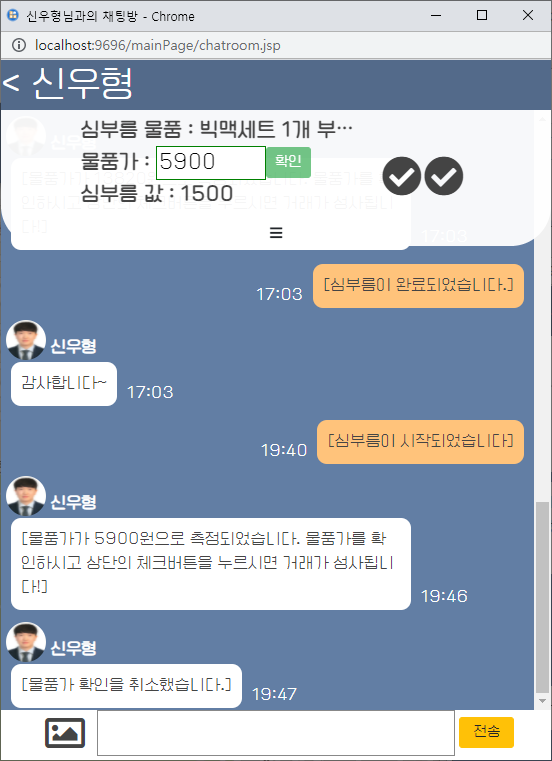 신우형님과의 채팅방 - Chrome
localhost:9696/mainPage/chatroom.jsp
< 신우형
심부름 물품 : 빅맥세트 1개 부…
물품가 : 5900 확인
심부름 값 : 1500
17:03
[심부름이 완료되었습니다.]
17:03
신우형
감사합니다~
17:03
[심부름이 시작되었습니다]
19:40
신우형
[물품가가 5900원으로 측정되었습니다. 물품가를 확
인하시고 상단의 체크버튼을 누르시면 거래가 성사됩니
다!]
19:46
신우형
[물품가 확인을 취소했습니다.]
19:47
전송